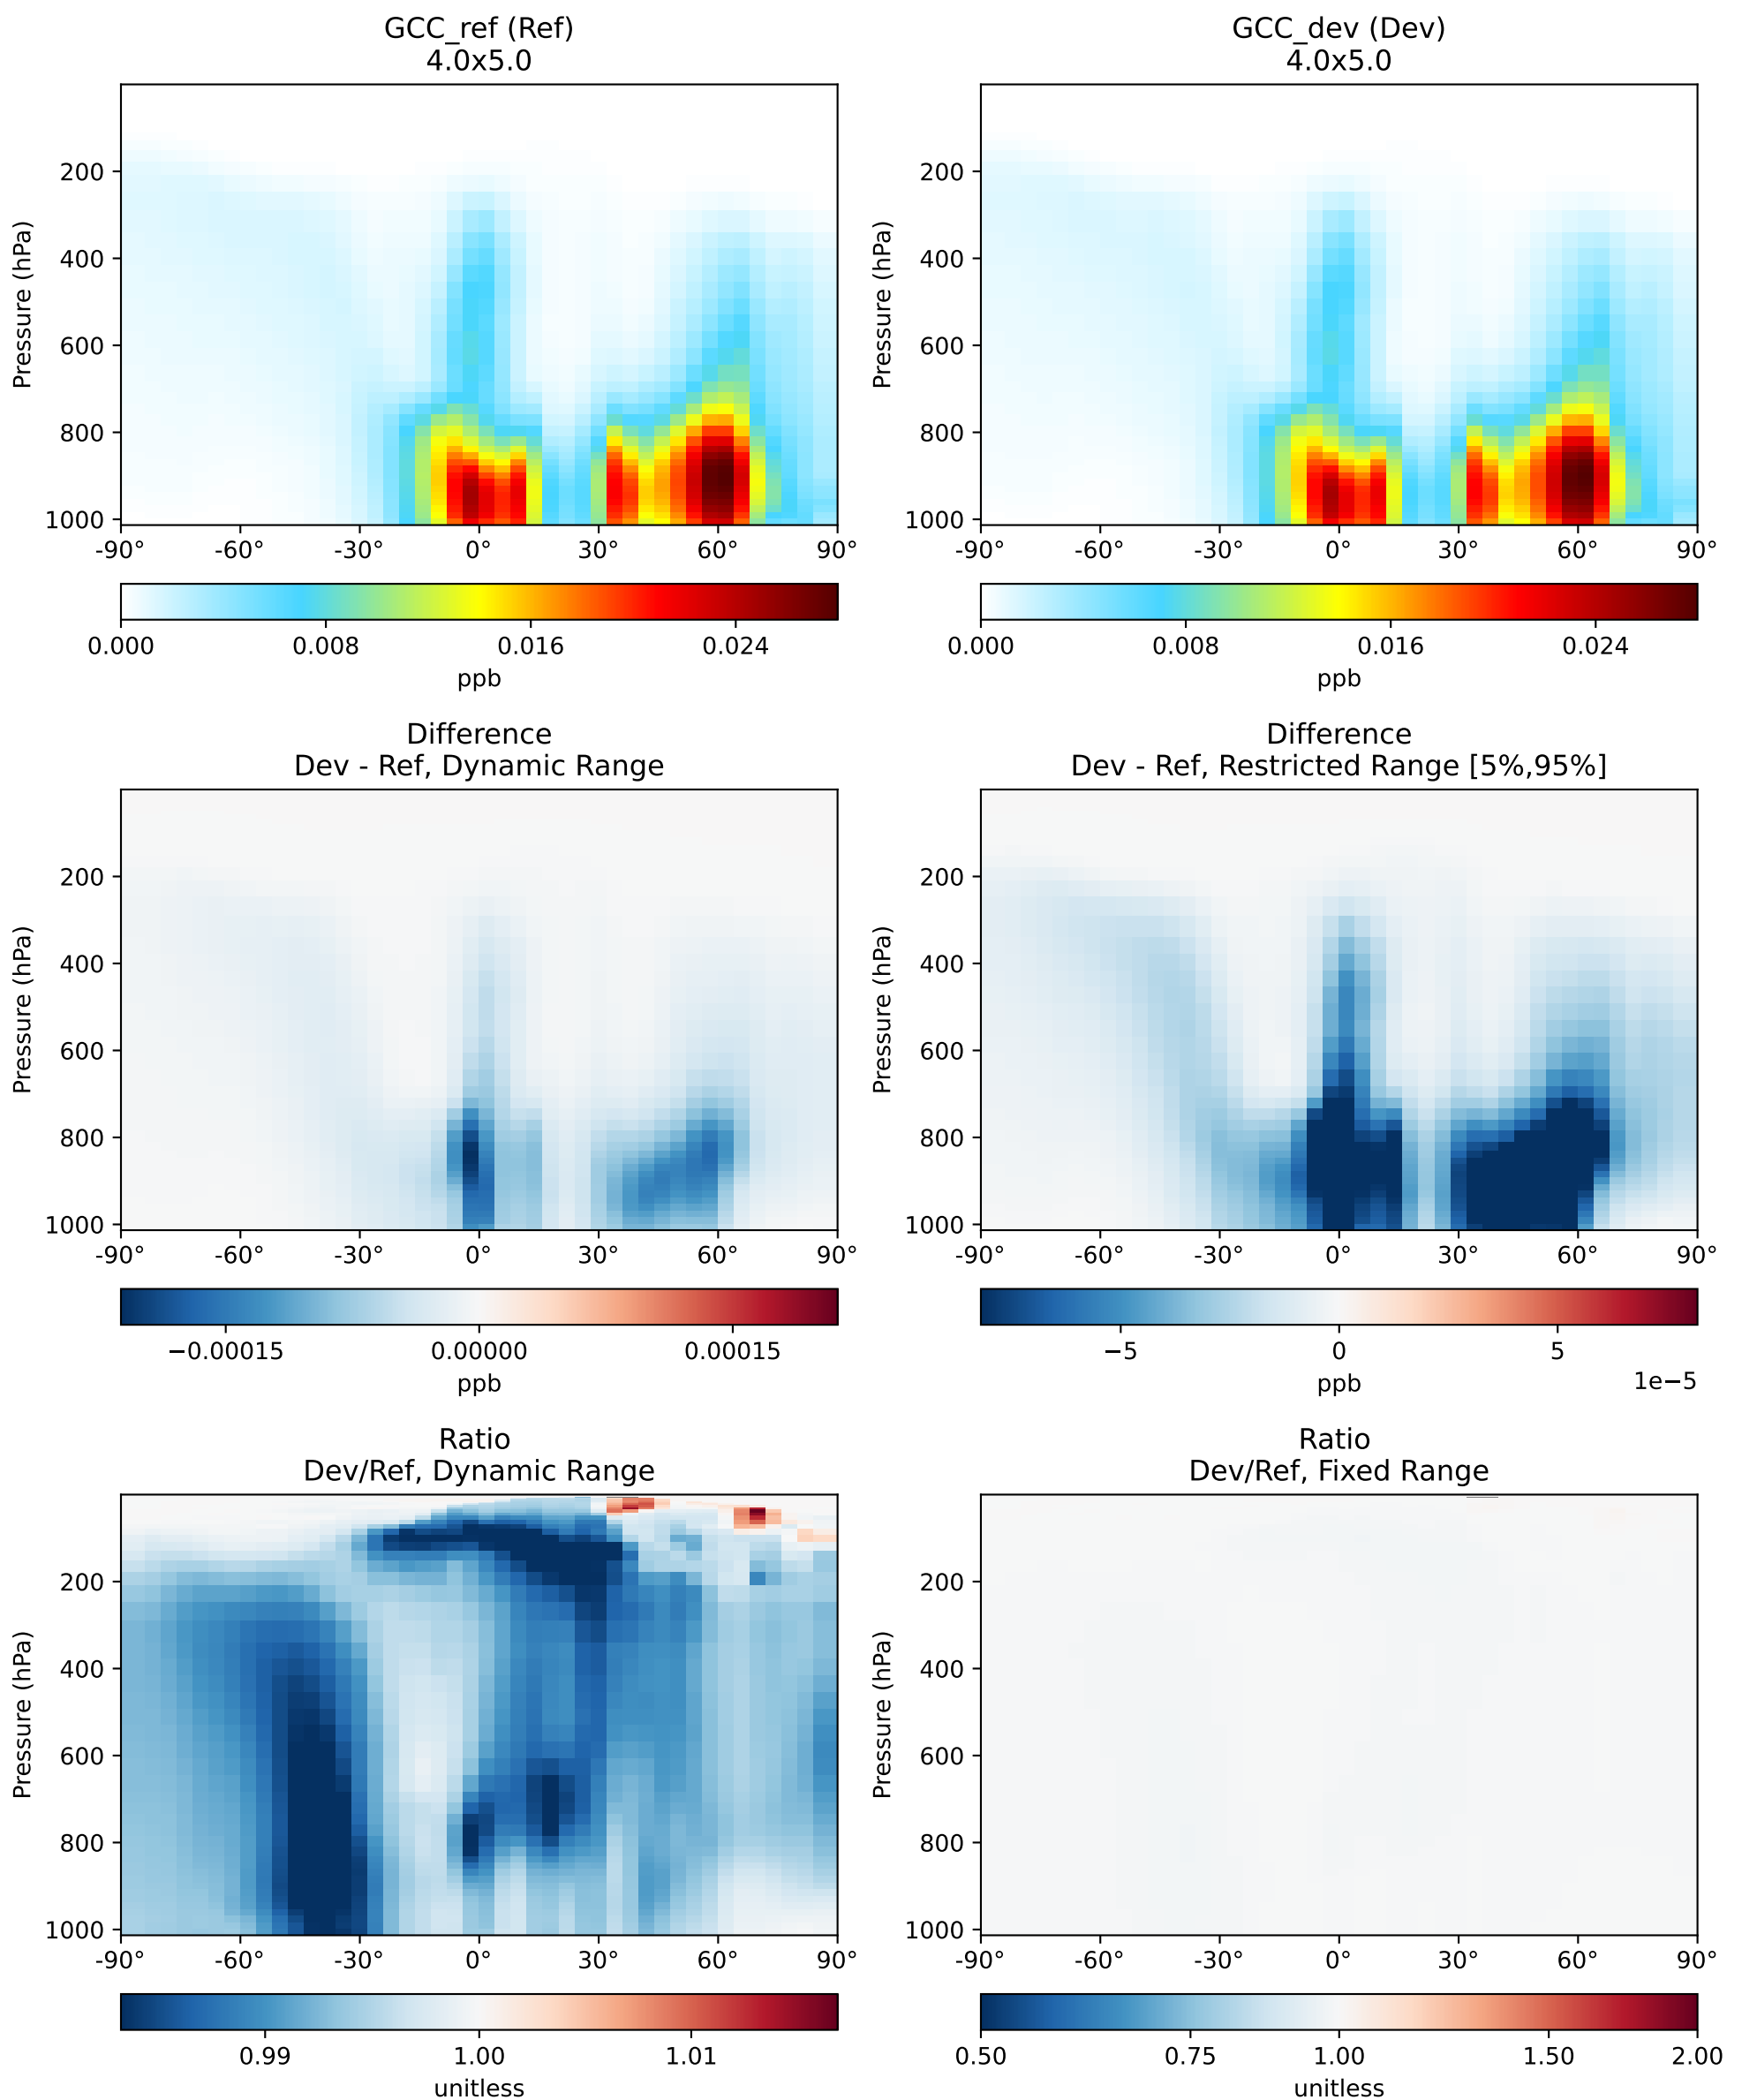 GCC_ref (Ref)
4.0x5.0
Pressure (hPa)
200
400
600
800
1000
-90° -60° -30° 0° 30° 60° 90°
0.000 0.008 0.016 0.024
ppb
GCC_dev (Dev)
4.0x5.0
Pressure (hPa)
200
400
600
800
1000
-90° -60° -30° 0° 30° 60° 90°
0.000 0.008 0.016 0.024
ppb
Difference
Dev - Ref, Dynamic Range
Pressure (hPa)
200
400
600
800
1000
-90° -60° -30° 0° 30° 60° 90°
−0.00015 0.00000 0.00015
ppb
Difference
Dev - Ref, Restricted Range [5%,95%]
Pressure (hPa)
200
400
600
800
1000
-90° -60° -30° 0° 30° 60° 90°
−5 0 5
1e−5
ppb
Ratio
Dev/Ref, Dynamic Range
Pressure (hPa)
200
400
600
800
1000
-90° -60° -30° 0° 30° 60° 90°
0.99 1.00 1.01
unitless
Ratio
Dev/Ref, Fixed Range
Pressure (hPa)
200
400
600
800
1000
-90° -60° -30° 0° 30° 60° 90°
0.50 0.75 1.00 1.50 2.00
unitless